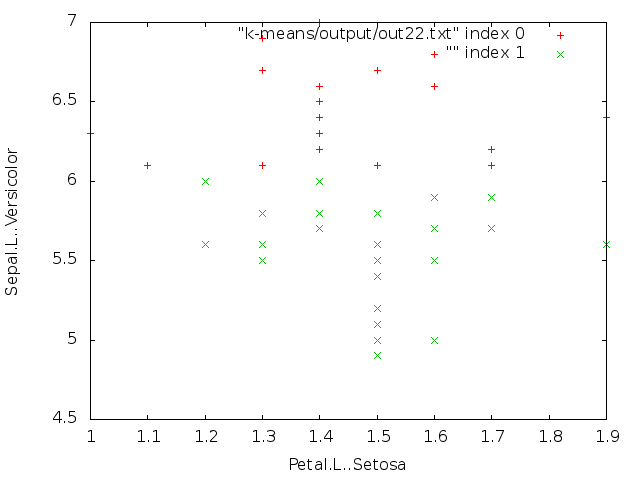 "k-means/output/out22.txt" index 0
"" index 1
7
6.5
6
5.5
5
4.5
1 1.1 1.2 1.3 1.4 1.5 1.6 1.7 1.8 1.9
Sepal.L..Versicolor
Petal.L..Setosa